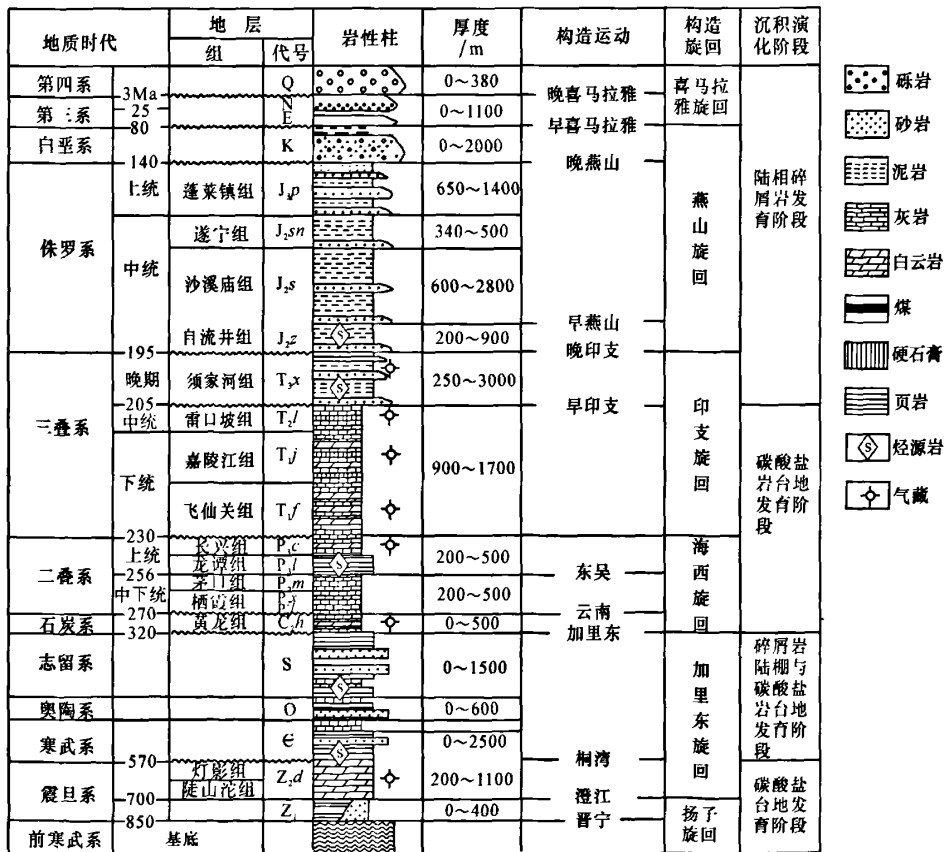 地质时代 地层 岩性柱 厚度/m 构造运动 构造旋回 沉积演化阶段
组 代号
第四系 Q 0～380 喜马拉雅旋回
3Ma 晚喜马拉雅
第三系 25 N E 0～1100
80 早喜马拉雅
白垩系 K 0～2000
140 晚燕山
侏罗系 上统 蓬莱镇组 J3p 650～1400 燕山旋回 陆相碎屑岩发育阶段
中统 遂宁组 J2sn 340～500
沙溪庙组 J2s 600～2800
早燕山
自流井组 J2z S 200～900
195 晚印支
三叠系 晚期 须家河组 T3x S 250～3000 印支旋回
205 早印支
中统 雷口坡组 T2l 900～1700 碳酸盐岩台地发育阶段
下统 嘉陵江组 T1j
飞仙关组 T1f
230
二叠系 上统 长兴组 P3c 200～500 海西旋回
龙潭组 P3l S
256 东吴
中下统 茅口组 P2m 200～500
栖霞组
270 云南
石炭系 黄龙组 C2h 0～500
320 加里东
志留系 S S 0～1500 加里东旋回 碎屑岩陆棚与碳酸盐岩台地发育阶段
奥陶系 O 0～600
寒武系 Є S 0～2500
570 桐湾
震旦系 灯影组 Z2d 200～1100 碳酸盐台地发育阶段
陡山沱组
700 澄江
Z1 0～400 扬子旋回
850 晋宁
前寒武系 基底
砾岩
砂岩
泥岩
灰岩
白云岩
煤
硬石膏
页岩
S 烃源岩
气藏